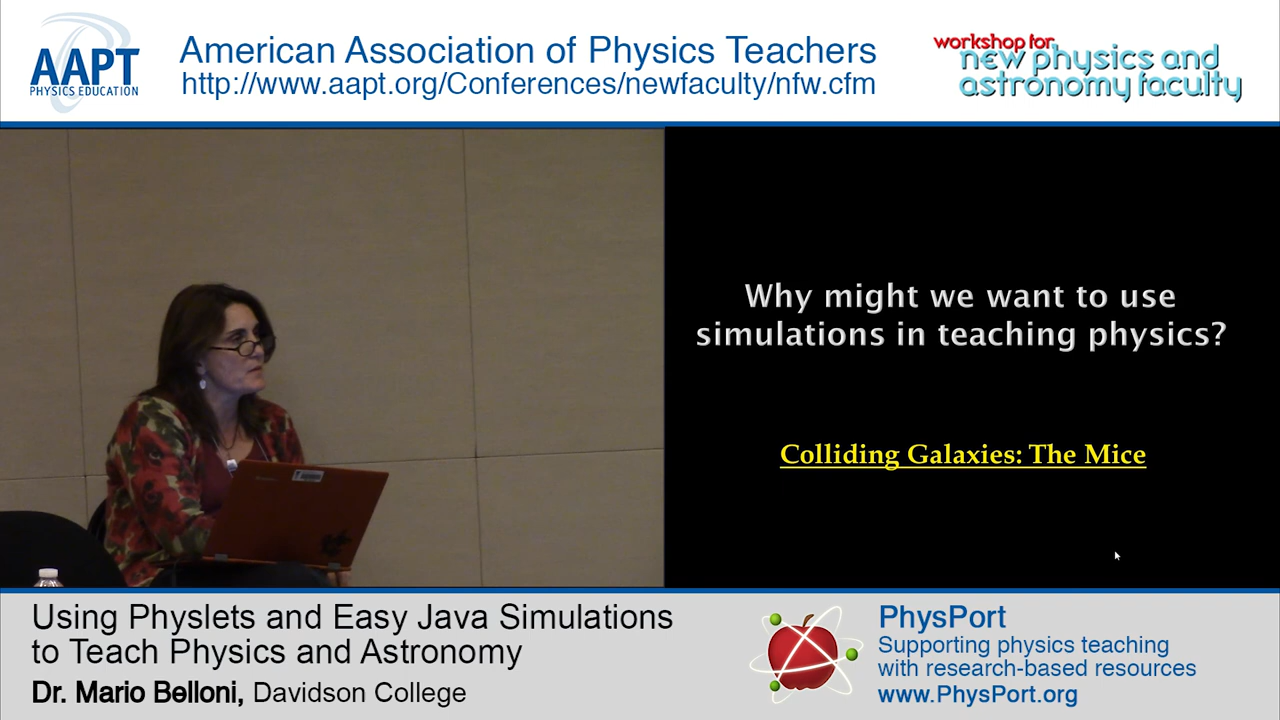 AAPT
PHYSICS EDUCATION
American Association of Physics Teachers
http://www.aapt.org/Conferences/newfaculty/nfw.cfm
workshop for
new physics and
astronomy faculty
Why might we want to use
simulations in teaching physics?
Colliding Galaxies: The Mice
Using Physlets and Easy Java Simulations
to Teach Physics and Astronomy
Dr. Mario Belloni, Davidson College
PhysPort
Supporting physics teaching
with research-based resources
www.PhysPort.org